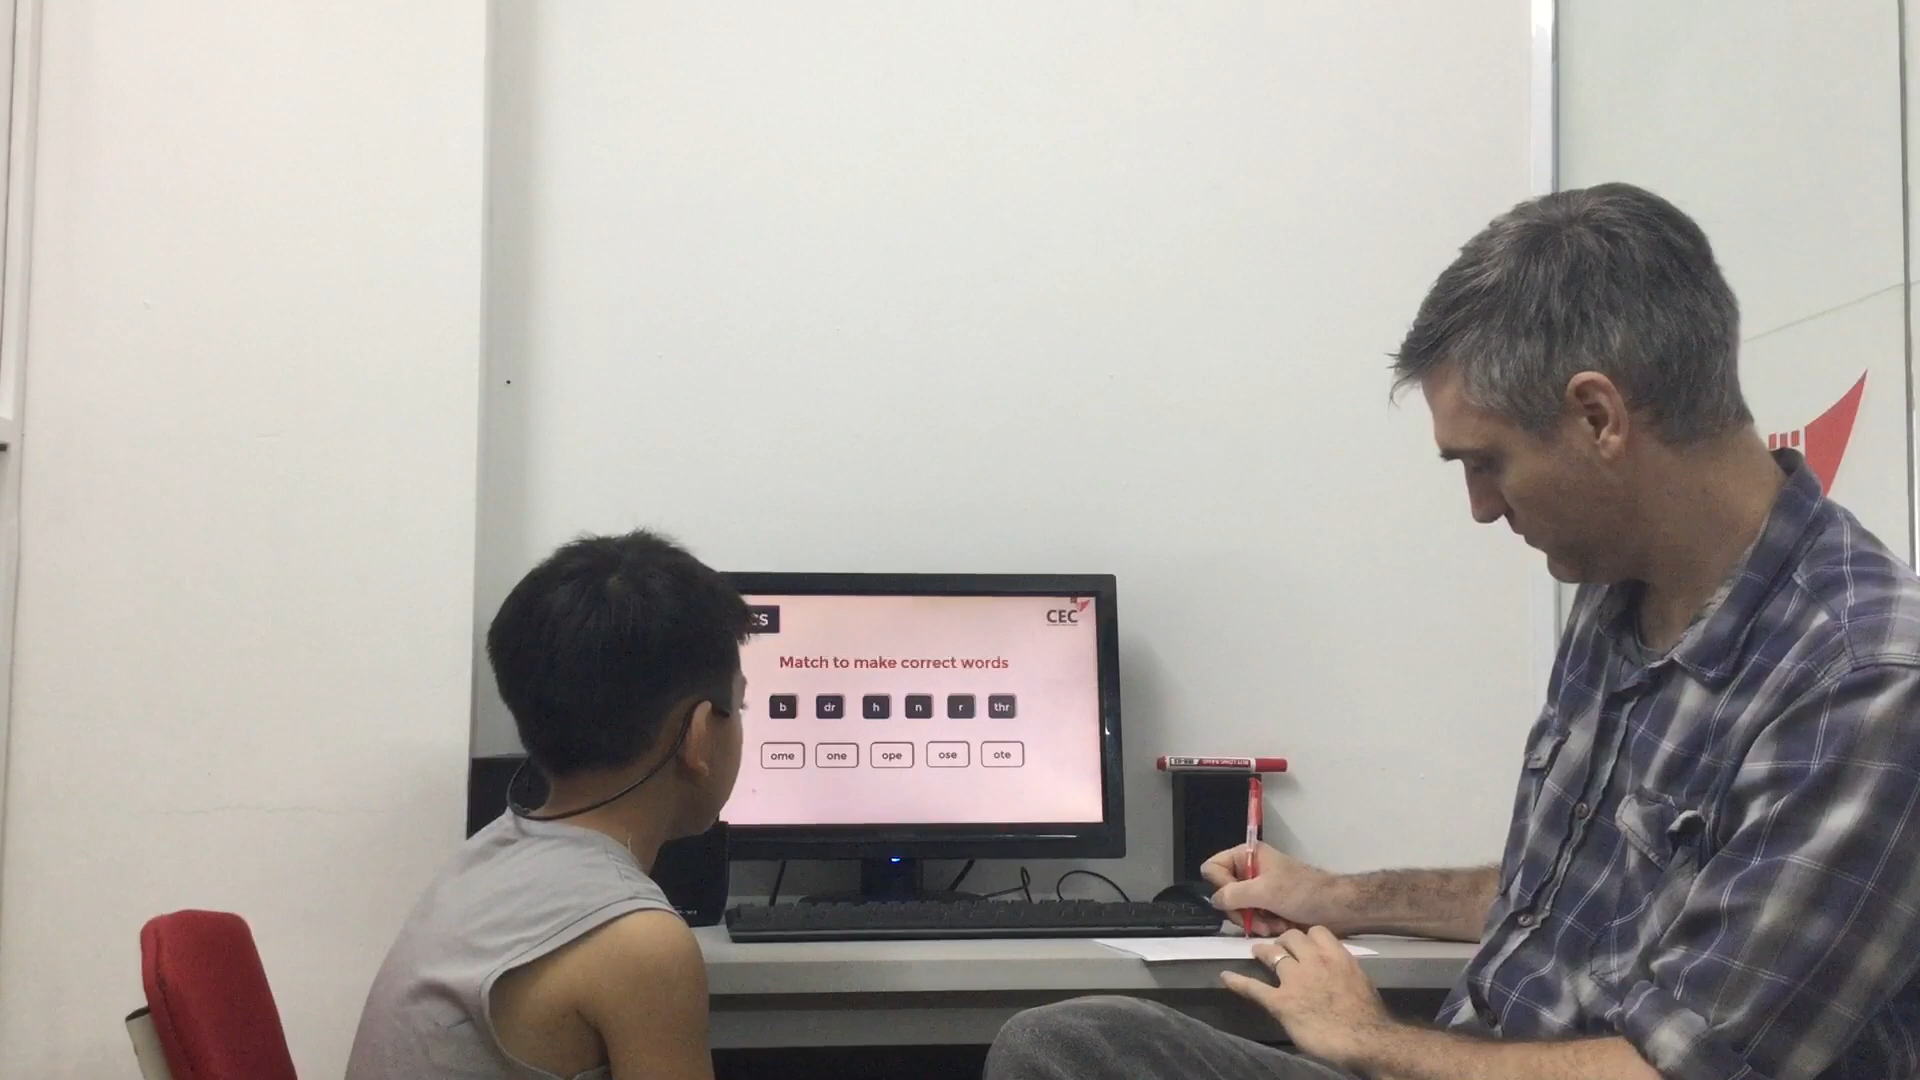 CS
CEC
Match to make correct words
b dr h n r thr
ome one ope ose ote